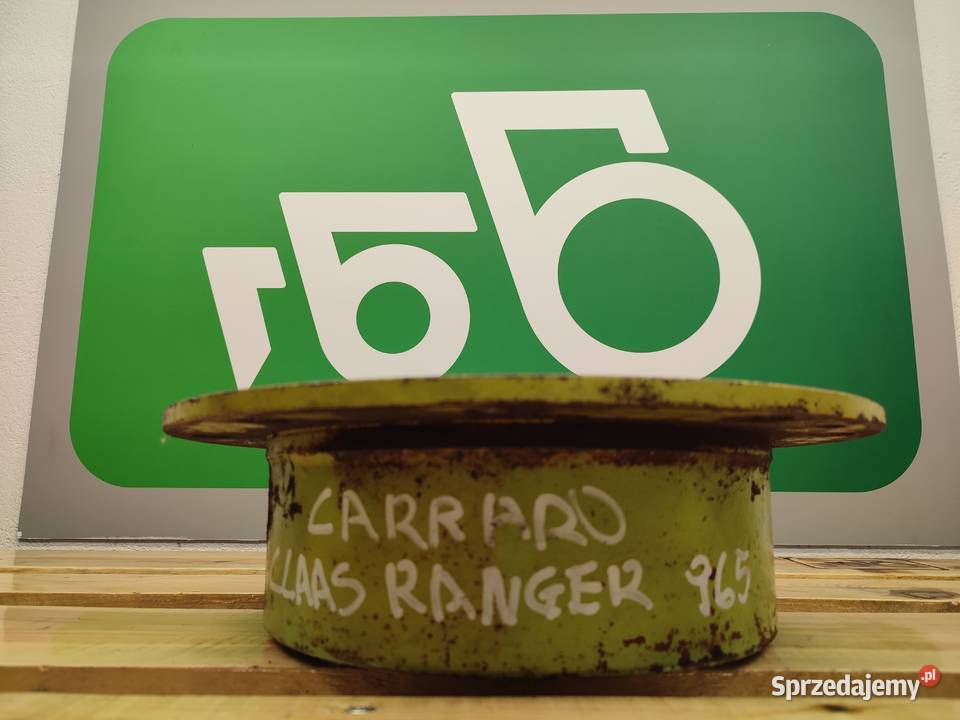 CARRARO
CLAAS RANGER 965
Sprzedajemy.pl